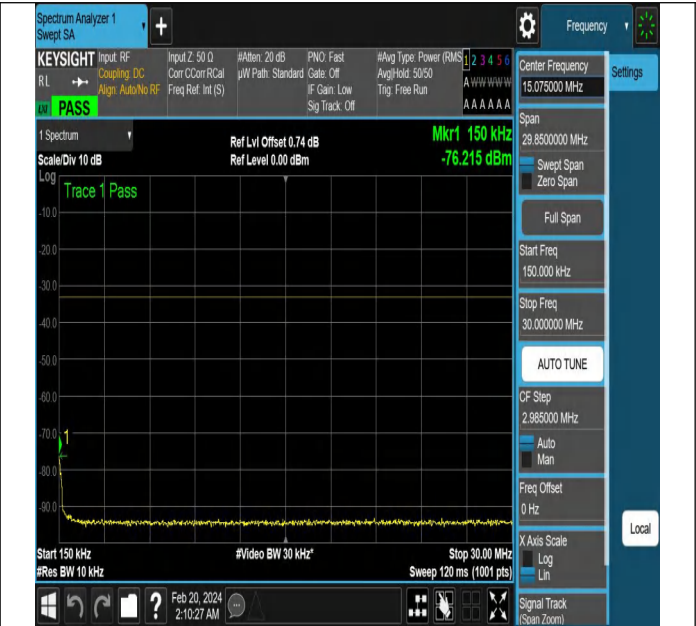 Spectrum Analyzer 1
Swept SA
+
Frequency
KEYSIGHT
RL
LXI PASS
Input: RF
Coupling: DC
Align: Auto/No RF
Input Z: 50 Ω
Corr CCorr RCal
Freq Ref: Int (S)
#Atten: 20 dB
µW Path: Standard
PNO: Fast
Gate: Off
IF Gain: Low
Sig Track: Off
#Avg Type: Power (RMS
Avg|Hold: 50/50
Trig: Free Run
1 2 3 4 5 6
A W W W W W
A A A A A A
1 Spectrum
Scale/Div 10 dB
Ref Lvl Offset 0.74 dB
Ref Level 0.00 dBm
Mkr1 150 kHz
-76.215 dBm
Log
Trace 1 Pass
-10.0
-20.0
-30.0
-40.0
-50.0
-60.0
-70.0
-80.0
-90.0
1
Start 150 kHz
#Video BW 30 kHz*
Stop 30.00 MHz
#Res BW 10 kHz
Sweep 120 ms (1001 pts)
?
Feb 20, 2024
2:10:27 AM
Center Frequency
15.075000 MHz
Settings
Span
29.8500000 MHz
Swept Span
Zero Span
Full Span
Start Freq
150.000 kHz
Stop Freq
30.000000 MHz
AUTO TUNE
CF Step
2.985000 MHz
Auto
Man
Freq Offset
0 Hz
Local
X Axis Scale
Log
Lin
Signal Track
(Span Zoom)